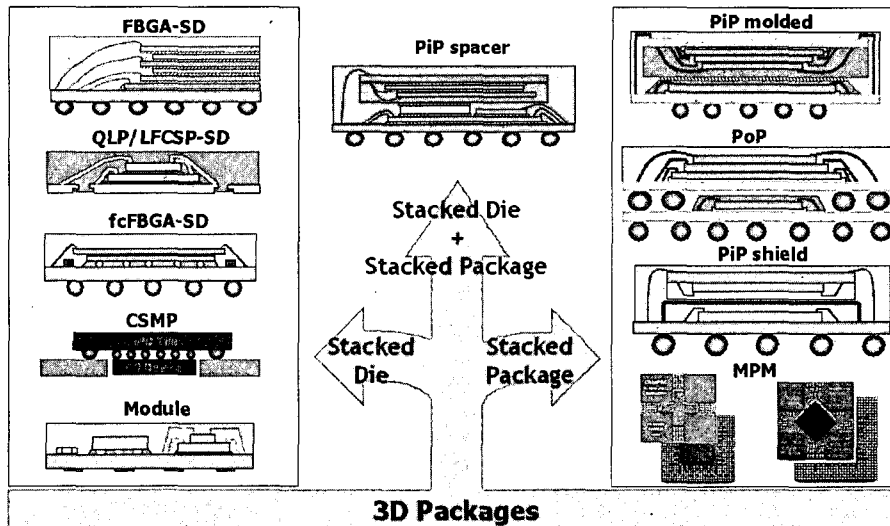 FBGA-SD
QLP/LFCSP-SD
fcFBGA-SD
CSMP
Module
PiP spacer
Stacked Die
+
Stacked Package
Stacked
Die
Stacked
Package
PiP molded
PoP
PiP shield
MPM
3D Packages